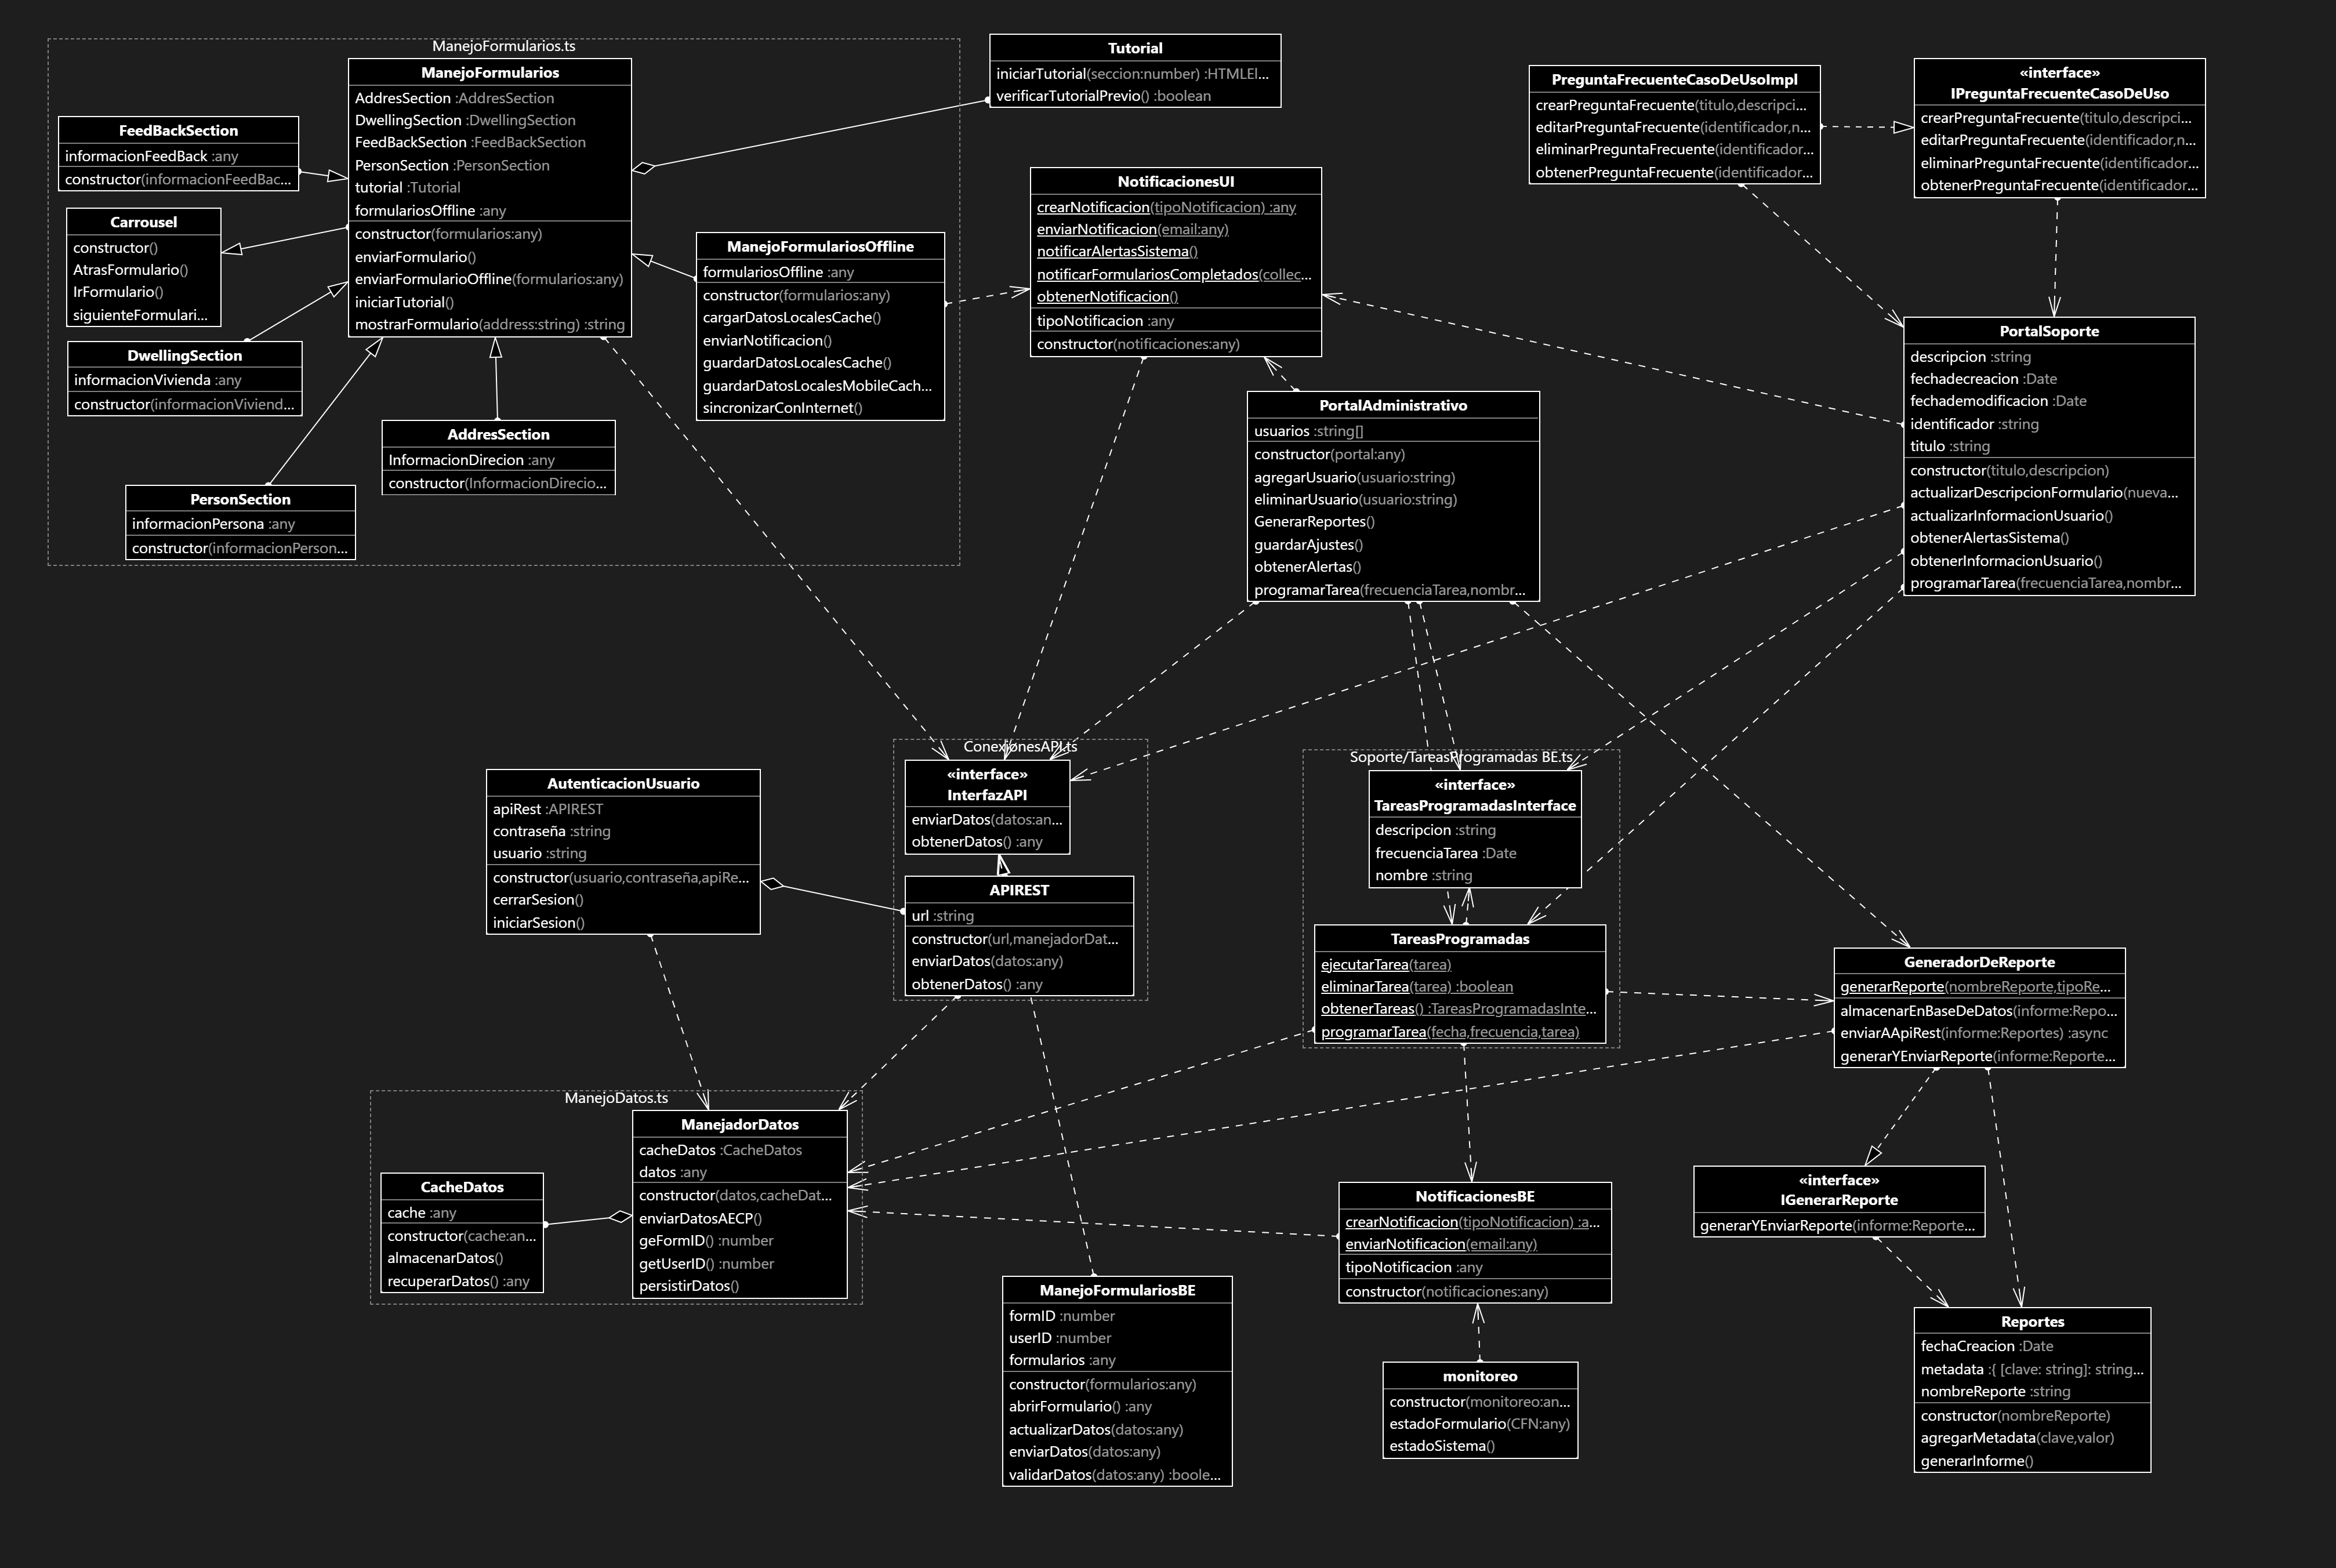 ManejoFormularios.ts
ManejoFormularios
AddresSection :AddresSection
DwellingSection :DwellingSection
FeedBackSection :FeedBackSection
PersonSection :PersonSection
tutorial :Tutorial
formulariosOffline :any
constructor(formularios:any)
enviarFormulario()
enviarFormularioOffline(formularios:any)
iniciarTutorial()
mostrarFormulario(address:string) :string
FeedBackSection
informacionFeedBack :any
constructor(informacionFeedBac...
Carrousel
constructor()
AtrasFormulario()
IrFormulario()
siguienteFormulari...
DwellingSection
informacionVivienda :any
constructor(informacionViviend...
PersonSection
informacionPersona :any
constructor(informacionPerson...
AddresSection
InformacionDirecion :any
constructor(InformacionDirecio...
ManejoFormulariosOffline
formulariosOffline :any
constructor(formularios:any)
cargarDatosLocalesCache()
enviarNotificacion()
guardarDatosLocalesCache()
guardarDatosLocalesMobileCach...
sincronizarConInternet()
Tutorial
iniciarTutorial(seccion:number) :HTMLEl...
verificarTutorialPrevio() :boolean
NotificacionesUI
crearNotificacion(tipoNotificacion) :any
enviarNotificacion(email:any)
notificarAlertasSistema()
notificarFormulariosCompletados(collec...
obtenerNotificacion()
tipoNotificacion :any
constructor(notificaciones:any)
PortalAdministrativo
usuarios :string[]
constructor(portal:any)
agregarUsuario(usuario:string)
eliminarUsuario(usuario:string)
GenerarReportes()
guardarAjustes()
obtenerAlertas()
programarTarea(frecuenciaTarea,nombr...
PreguntaFrecuenteCasoDeUsoImpl
crearPreguntaFrecuente(titulo,descripci...
editarPreguntaFrecuente(identificador,n...
eliminarPreguntaFrecuente(identificador...
obtenerPreguntaFrecuente(identificador...
«interface»
IPreguntaFrecuenteCasoDeUso
crearPreguntaFrecuente(titulo,descripci...
editarPreguntaFrecuente(identificador,n...
eliminarPreguntaFrecuente(identificador...
obtenerPreguntaFrecuente(identificador...
PortalSoporte
descripcion :string
fechadecreacion :Date
fechademodificacion :Date
identificador :string
titulo :string
constructor(titulo,descripcion)
actualizarDescripcionFormulario(nueva...
actualizarInformacionUsuario()
obtenerAlertasSistema()
obtenerInformacionUsuario()
programarTarea(frecuenciaTarea,nombr...
AutenticacionUsuario
apiRest :APIREST
contraseña :string
usuario :string
constructor(usuario,contraseña,apiRe...
cerrarSesion()
iniciarSesion()
ConexionesAPI.ts
«interface»
InterfazAPI
enviarDatos(datos:an...
obtenerDatos() :any
APIREST
url :string
constructor(url,manejadorDat...
enviarDatos(datos:any)
obtenerDatos() :any
Soporte/TareasProgramadas BE.ts
«interface»
TareasProgramadasInterface
descripcion :string
frecuenciaTarea :Date
nombre :string
TareasProgramadas
ejecutarTarea(tarea)
eliminarTarea(tarea) :boolean
obtenerTareas() :TareasProgramadasInte...
programarTarea(fecha,frecuencia,tarea)
GeneradorDeReporte
generarReporte(nombreReporte,tipoRe...
almacenarEnBaseDeDatos(informe:Repo...
enviarAApiRest(informe:Reportes) :async
generarYEnviarReporte(informe:Reporte...
ManejoDatos.ts
CacheDatos
cache :any
constructor(cache:an...
almacenarDatos()
recuperarDatos() :any
ManejadorDatos
cacheDatos :CacheDatos
datos :any
constructor(datos,cacheDat...
enviarDatosAECP()
geFormID() :number
getUserID() :number
persistirDatos()
ManejoFormulariosBE
formID :number
userID :number
formularios :any
constructor(formularios:any)
abrirFormulario() :any
actualizarDatos(datos:any)
enviarDatos(datos:any)
validarDatos(datos:any) :boole...
NotificacionesBE
crearNotificacion(tipoNotificacion) :a...
enviarNotificacion(email:any)
tipoNotificacion :any
constructor(notificaciones:any)
monitoreo
constructor(monitoreo:an...
estadoFormulario(CFN:any)
estadoSistema()
«interface»
IGenerarReporte
generarYEnviarReporte(informe:Reporte...
Reportes
fechaCreacion :Date
metadata :{ [clave: string]: string...
nombreReporte :string
constructor(nombreReporte)
agregarMetadata(clave,valor)
generarInforme()